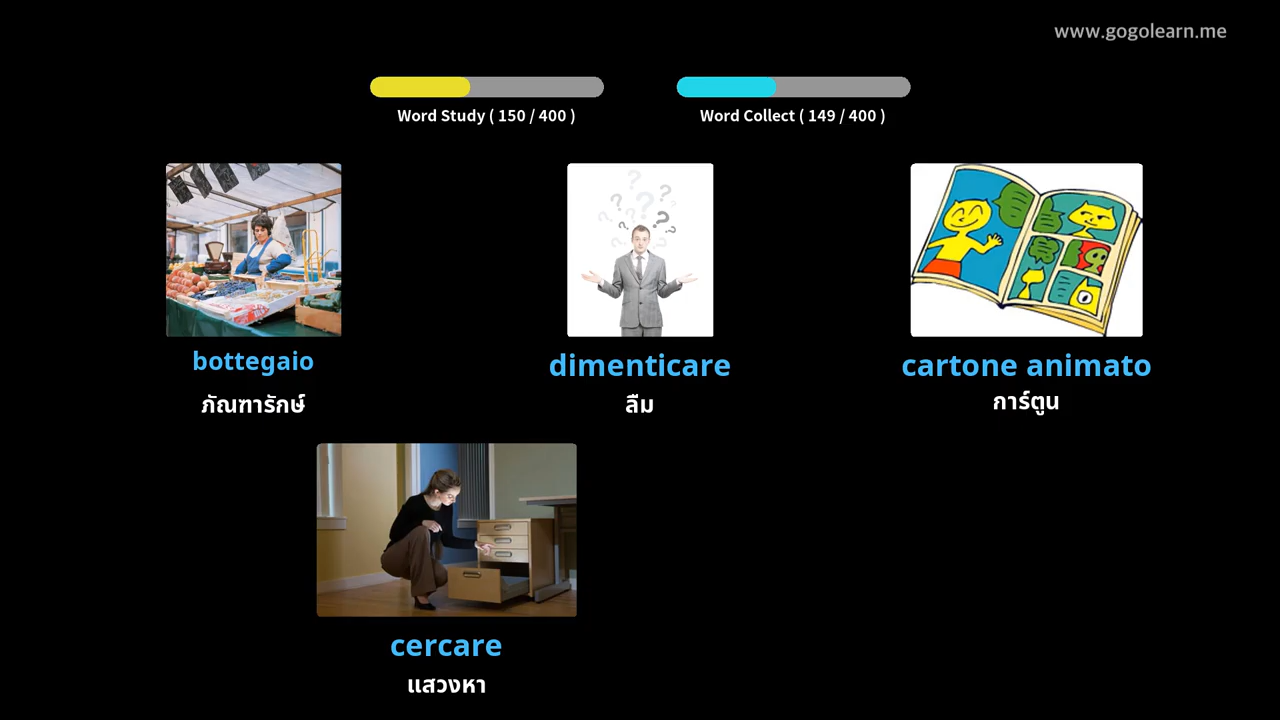 www.gogolearn.me
Word Study ( 150 / 400 )
Word Collect ( 149 / 400 )
bottegaio
ภัณฑารักษ์
dimenticare
ลืม
cartone animato
การ์ตูน
cercare
แสวงหา